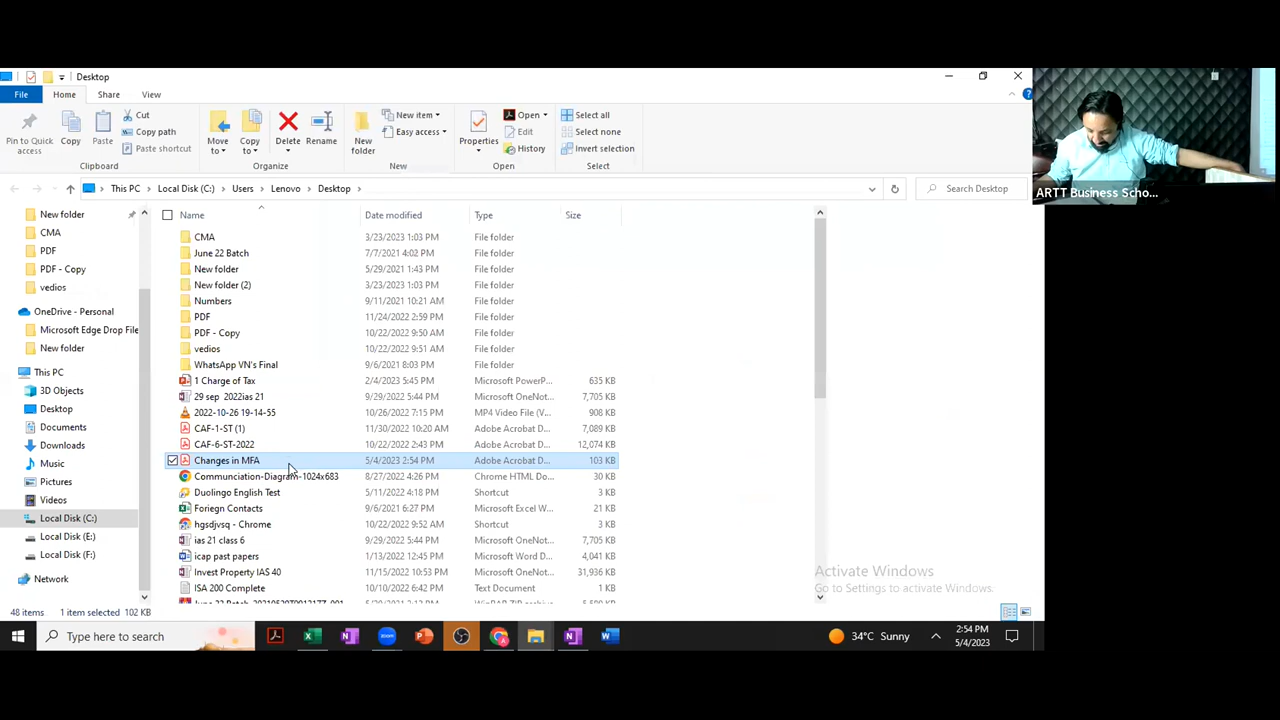 Desktop
File Home Share View
Pin to Quick access
Copy
Paste
Cut
Copy path
Paste shortcut
Clipboard
Move to
Copy to
Delete
Rename
Organize
New folder
New item
Easy access
New
Properties
Open
Edit
History
Open
Select all
Select none
Invert selection
Select
This PC > Local Disk (C:) > Users > Lenovo > Desktop >
Search Desktop
New folder
CMA
PDF
PDF - Copy
vedios
OneDrive - Personal
Microsoft Edge Drop File
New folder
This PC
3D Objects
Desktop
Documents
Downloads
Music
Pictures
Videos
Local Disk (C:)
Local Disk (E:)
Local Disk (F:)
Network
Name Date modified Type Size
CMA 3/23/2023 1:03 PM File folder
June 22 Batch 7/7/2021 4:02 PM File folder
New folder 5/29/2021 1:43 PM File folder
New folder (2) 3/23/2023 1:03 PM File folder
Numbers 9/11/2021 10:21 AM File folder
PDF 11/24/2022 2:59 PM File folder
PDF - Copy 10/22/2022 9:50 AM File folder
vedios 10/22/2022 9:51 AM File folder
WhatsApp VN's Final 9/6/2021 8:03 PM File folder
1 Charge of Tax 2/4/2023 5:45 PM Microsoft PowerP... 635 KB
29 sep 2022ias 21 9/29/2022 5:44 PM Microsoft OneNot... 7,705 KB
2022-10-26 19-14-55 10/26/2022 7:15 PM MP4 Video File (V... 908 KB
CAF-1-ST (1) 11/30/2022 10:20 AM Adobe Acrobat D... 7,089 KB
CAF-6-ST-2022 10/22/2022 2:43 PM Adobe Acrobat D... 12,074 KB
Changes in MFA 5/4/2023 2:54 PM Adobe Acrobat D... 103 KB
Communciation-Diagram-1024x683 8/27/2022 4:26 PM Chrome HTML Do... 30 KB
Duolingo English Test 5/11/2022 4:18 PM Shortcut 3 KB
Foriegn Contacts 9/6/2021 6:27 PM Microsoft Excel W... 21 KB
hgsdjvsq - Chrome 10/22/2022 9:52 AM Shortcut 3 KB
ias 21 class 6 9/29/2022 5:44 PM Microsoft OneNot... 7,705 KB
icap past papers 1/13/2022 12:45 PM Microsoft Word D... 4,041 KB
Invest Property IAS 40 11/15/2022 10:53 PM Microsoft OneNot... 31,936 KB
ISA 200 Complete 10/10/2022 6:42 PM Text Document 1 KB
48 items 1 item selected 102 KB
Activate Windows
Go to Settings to activate Windows.
Type here to search
34°C Sunny
2:54 PM
5/4/2023
ARTT Business Scho...